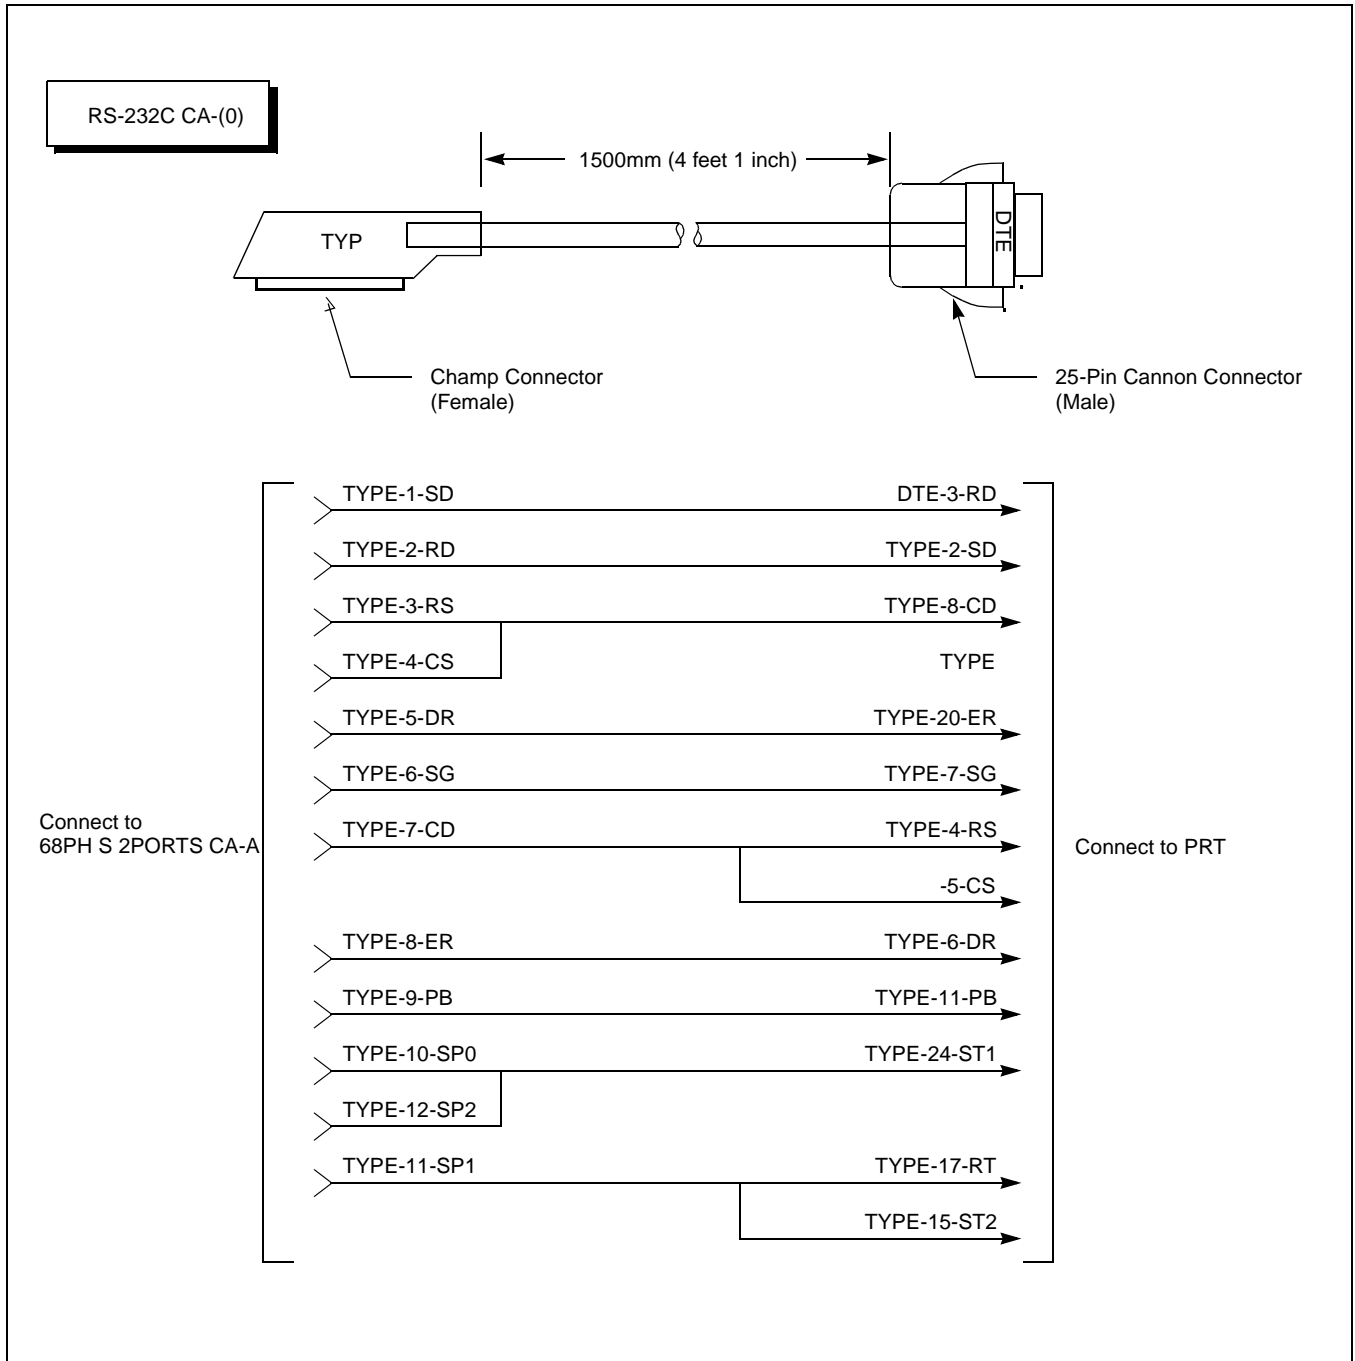 RS-232C CA-(0)
1500mm (4 feet 1 inch)
TYP
DTE
Champ Connector
(Female)
25-Pin Cannon Connector
(Male)
TYPE-1-SD DTE-3-RD
TYPE-2-RD TYPE-2-SD
TYPE-3-RS TYPE-8-CD
TYPE-4-CS TYPE
TYPE-5-DR TYPE-20-ER
TYPE-6-SG TYPE-7-SG
Connect to
68PH S 2PORTS CA-A
TYPE-7-CD TYPE-4-RS
Connect to PRT
-5-CS
TYPE-8-ER TYPE-6-DR
TYPE-9-PB TYPE-11-PB
TYPE-10-SP0 TYPE-24-ST1
TYPE-12-SP2
TYPE-11-SP1 TYPE-17-RT
TYPE-15-ST2